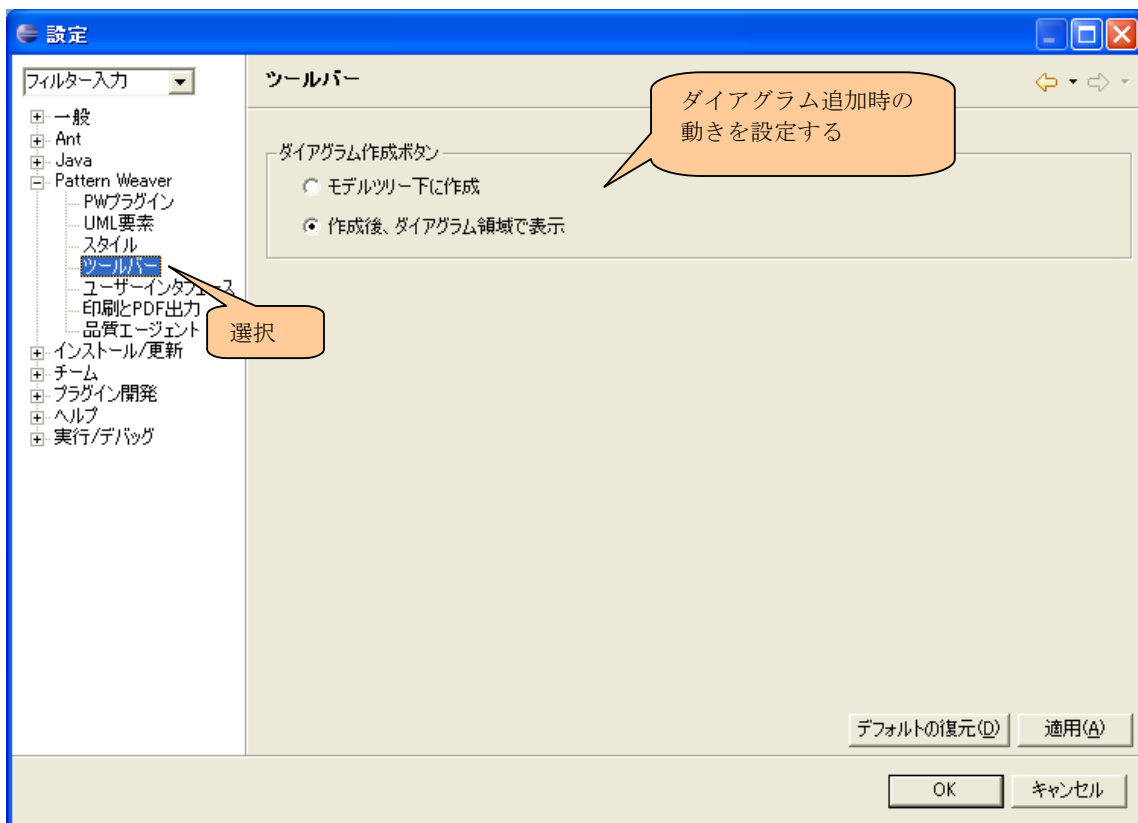 設定
フィルター入力
ツールバー
ダイアグラム追加時の
動きを設定する
一般
Ant
Java
Pattern Weaver
PWプラグイン
UML要素
スタイル
ツールバー
ユーザーインタフェース
印刷とPDF出力
品質エージェント
インストール/更新
チーム
プラグイン開発
ヘルプ
実行/デバッグ
選択
ダイアグラム作成ボタン
モデルツリー下に作成
作成後、ダイアグラム領域で表示
デフォルトの復元(D)
適用(A)
OK
キャンセル